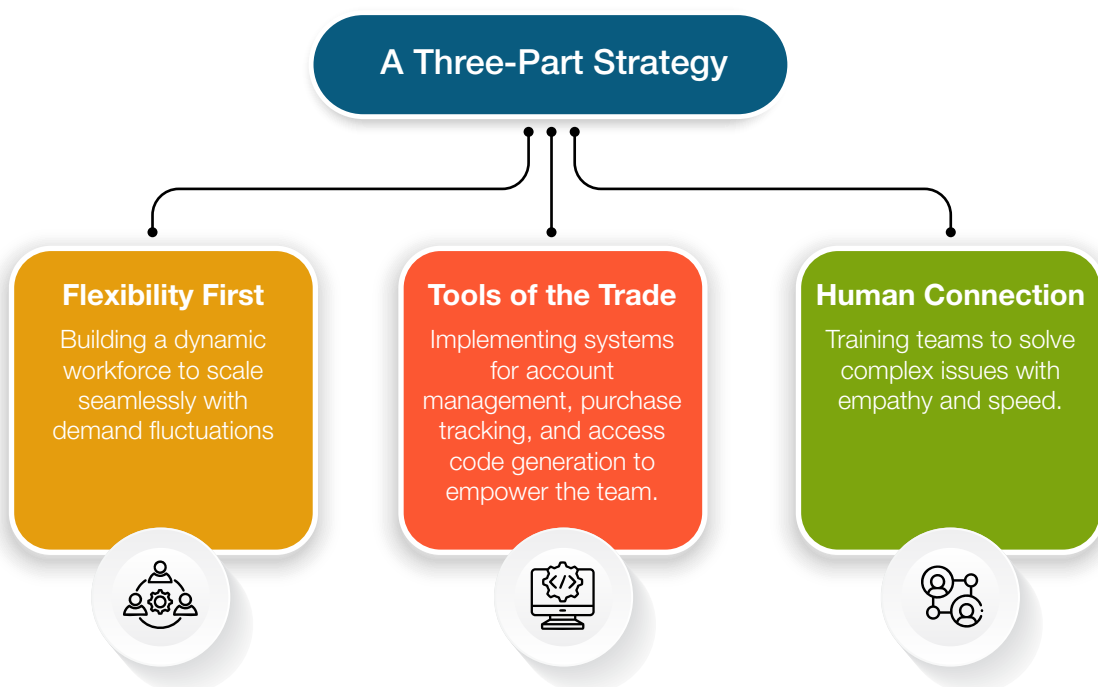 A Three-Part Strategy
Flexibility First
Building a dynamic
workforce to scale
seamlessly with
demand fluctuations
Tools of the Trade
Implementing systems
for account
management, purchase
tracking, and access
code generation to
empower the team.
Human Connection
Training teams to solve
complex issues with
empathy and speed.